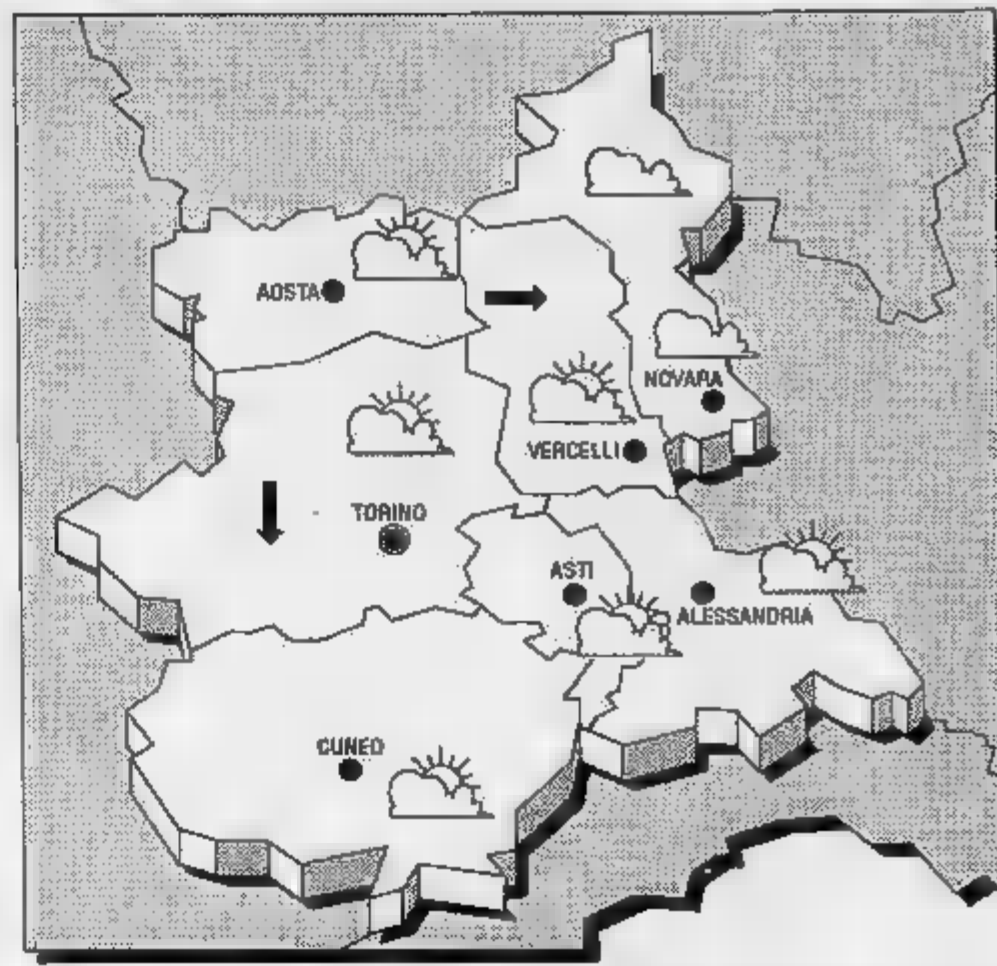 AOSTA
NOVARA
VERCELLI
TORINO
ASTI
ALESSANDRIA
CUNEO